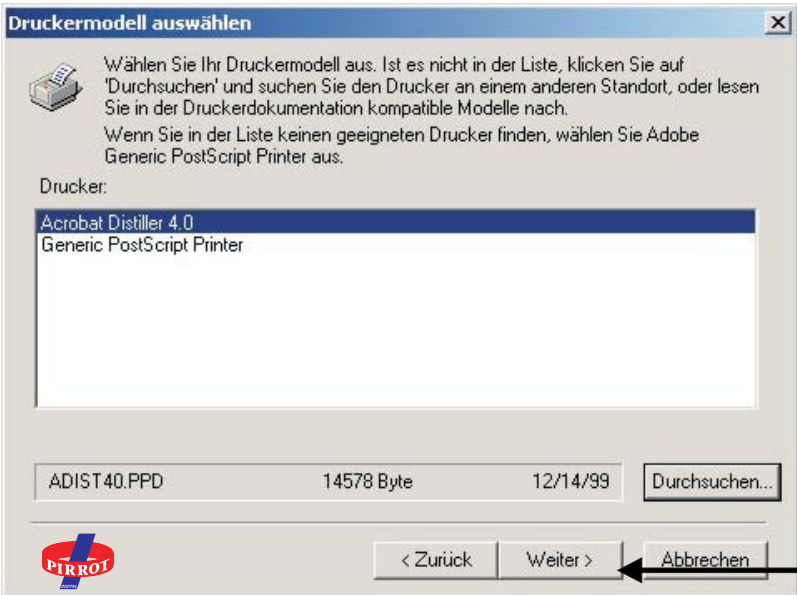 Druckermodell auswählen
Wählen Sie Ihr Druckermodell aus. Ist es nicht in der Liste, klicken Sie auf
'Durchsuchen' und suchen Sie den Drucker an einem anderen Standort, oder lesen
Sie in der Druckerdokumentation kompatible Modelle nach.
Wenn Sie in der Liste keinen geeigneten Drucker finden, wählen Sie Adobe
Generic PostScript Printer aus.
Drucker:
Acrobat Distiller 4.0
Generic PostScript Printer
ADIST40.PPD 14578 Byte 12/14/99 Durchsuchen...
PIRROT
DIGITAL
< Zurück Weiter > Abbrechen